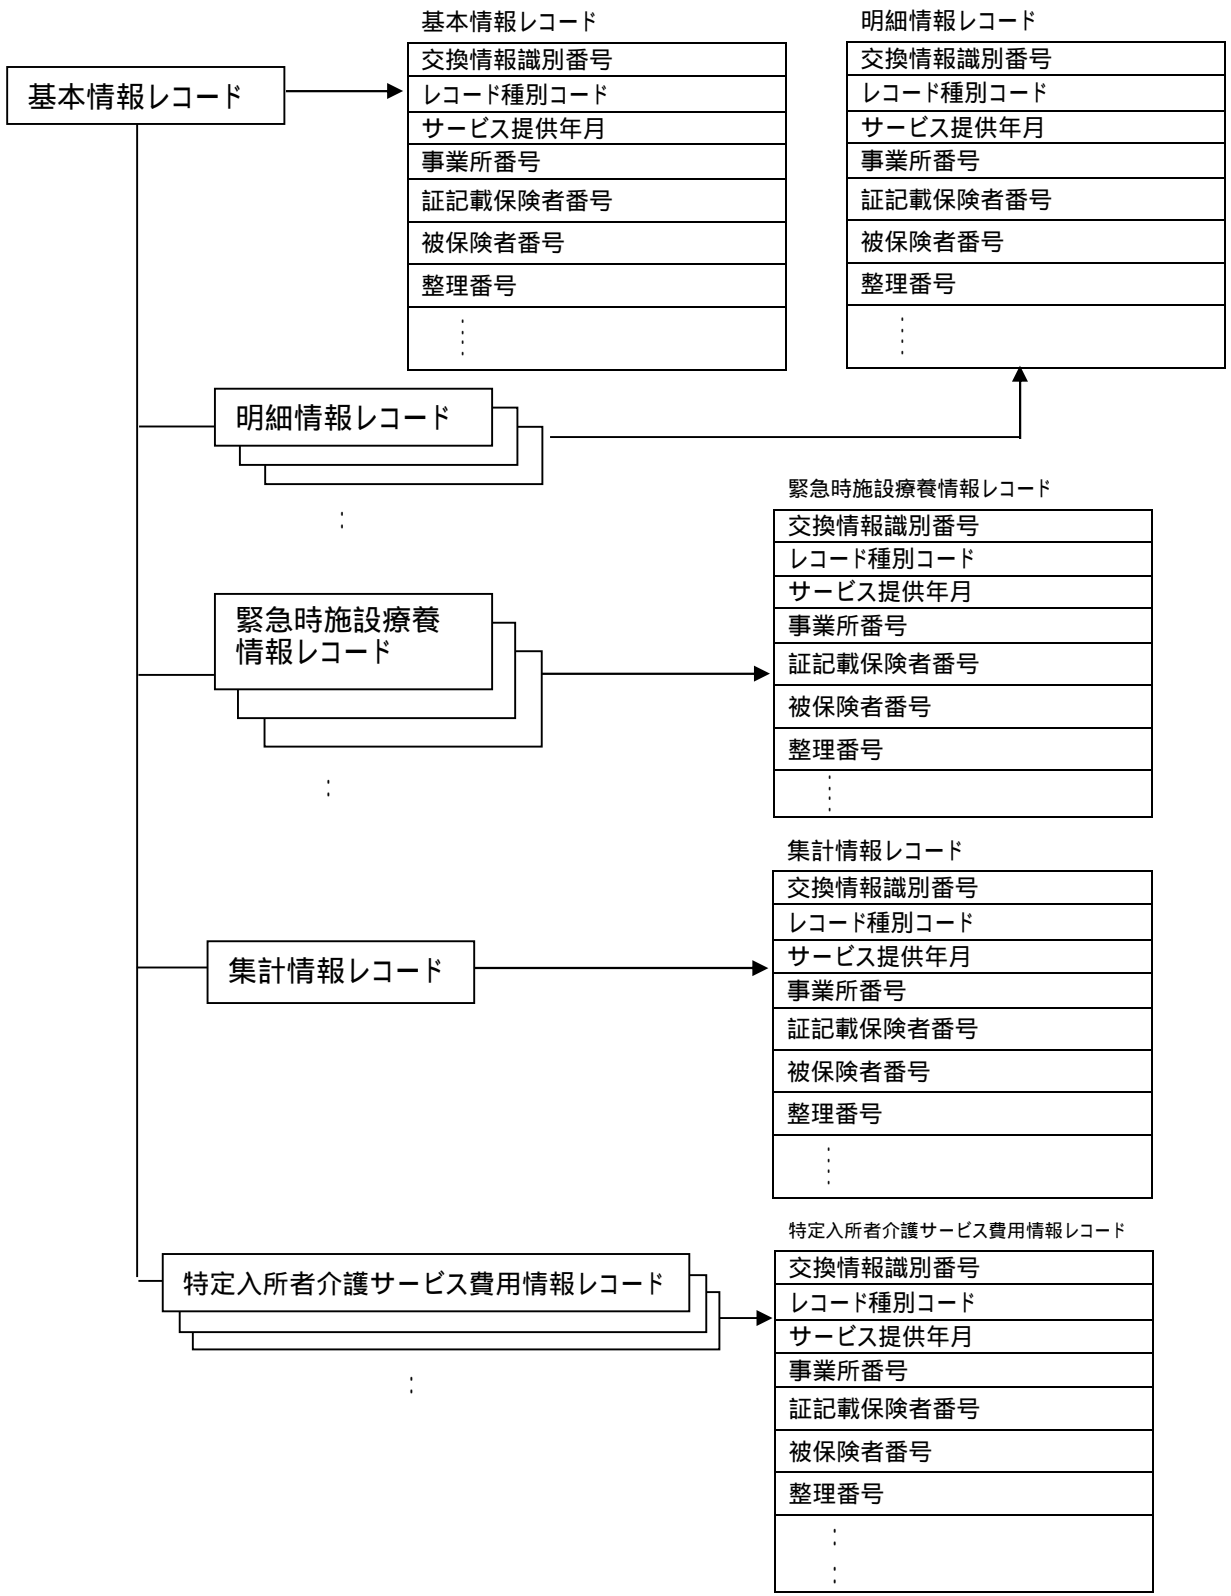 基本情報レコード
基本情報レコード
交換情報識別番号
レコード種別コード
サービス提供年月
事業所番号
証記載保険者番号
被保険者番号
整理番号
明細情報レコード
交換情報識別番号
レコード種別コード
サービス提供年月
事業所番号
証記載保険者番号
被保険者番号
整理番号
明細情報レコード
緊急時施設療養
情報レコード
緊急時施設療養情報レコード
交換情報識別番号
レコード種別コード
サービス提供年月
事業所番号
証記載保険者番号
被保険者番号
整理番号
集計情報レコード
集計情報レコード
交換情報識別番号
レコード種別コード
サービス提供年月
事業所番号
証記載保険者番号
被保険者番号
整理番号
特定入所者介護サービス費用情報レコード
特定入所者介護サービス費用情報レコード
交換情報識別番号
レコード種別コード
サービス提供年月
事業所番号
証記載保険者番号
被保険者番号
整理番号